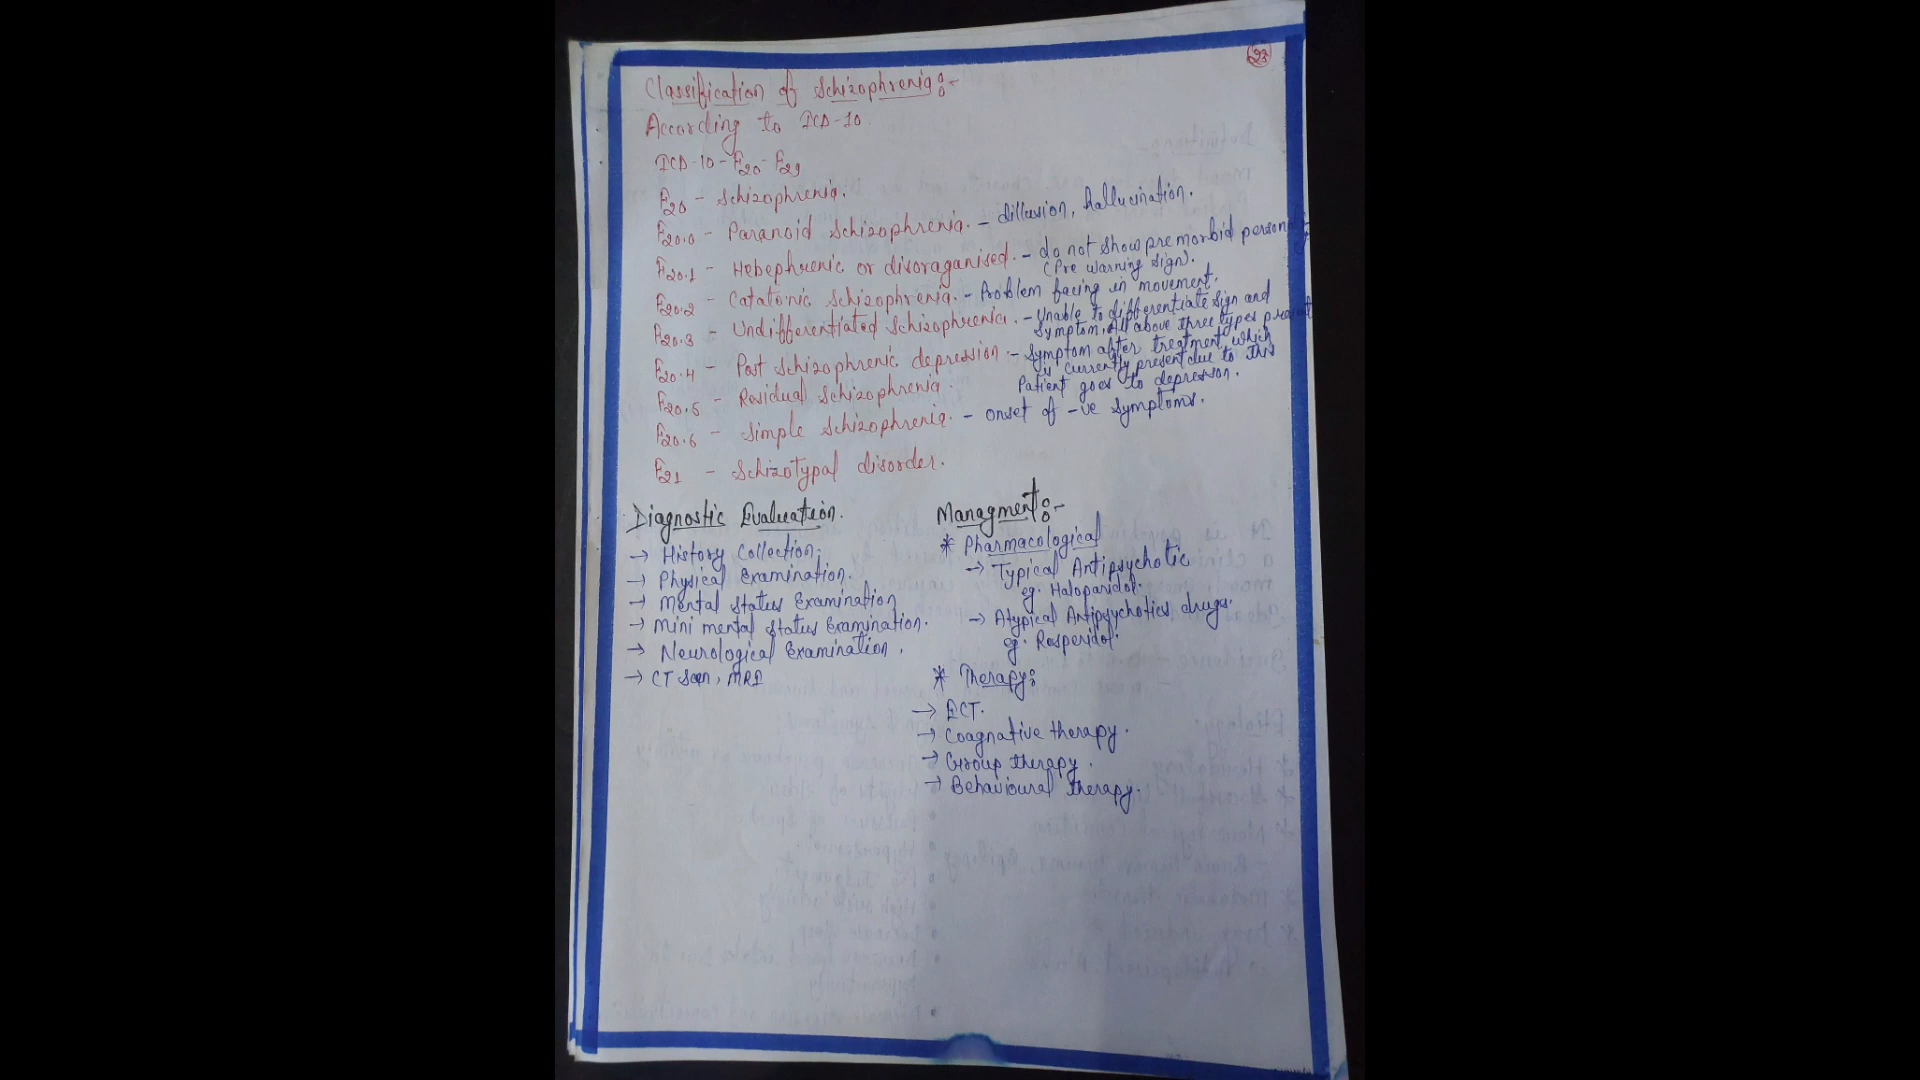 23
Classification of Schizophrenia:-
According to ICD-10
ICD-10 - F20 - F29
F20 - Schizophrenia.
F20.0 - Paranoid Schizophrenia. - dillusion, hallucination.
F20.1 - Hebephrenic or disoraganised. - do not show premorbid personality
(Pre warning sign).
F20.2 - Catatonic Schizophrenia. - Problem facing in movement.
F20.3 - Undifferentiated Schizophrenia. - Unable to differentiate sign and
symptom, All above three types present
F20.4 - Post Schizophrenic depression - Symptom after treatment which
is currently present due to this
Patient goes to depression.
F20.5 - Residual Schizophrenia.
F20.6 - Simple Schizophrenia. - onset of -ve symptoms.
F21 - Schizotypal disorder.
Diagnostic Evaluation.
→ History Collection;
→ Physical Examination.
→ Mental Status Examination
→ Mini mental status Examination.
→ Neurological Examination.
→ CT Scan, MRI
Managment:-
* Pharmacological
→ Typical Antipsychotic
eg. Haloparidol.
→ Atypical Antipsychotics drugs.
eg. Resperidol.
* Therapy:
→ ECT.
→ Coagnative therapy.
→ Group therapy.
→ Behavioural therapy.